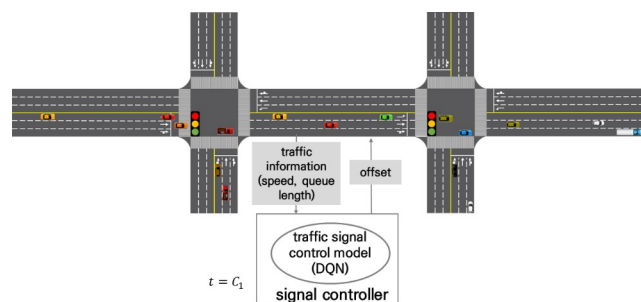 traffic
information
(speed, queue
length)
offset
traffic signal
control model
(DQN)
t = C₁
signal controller